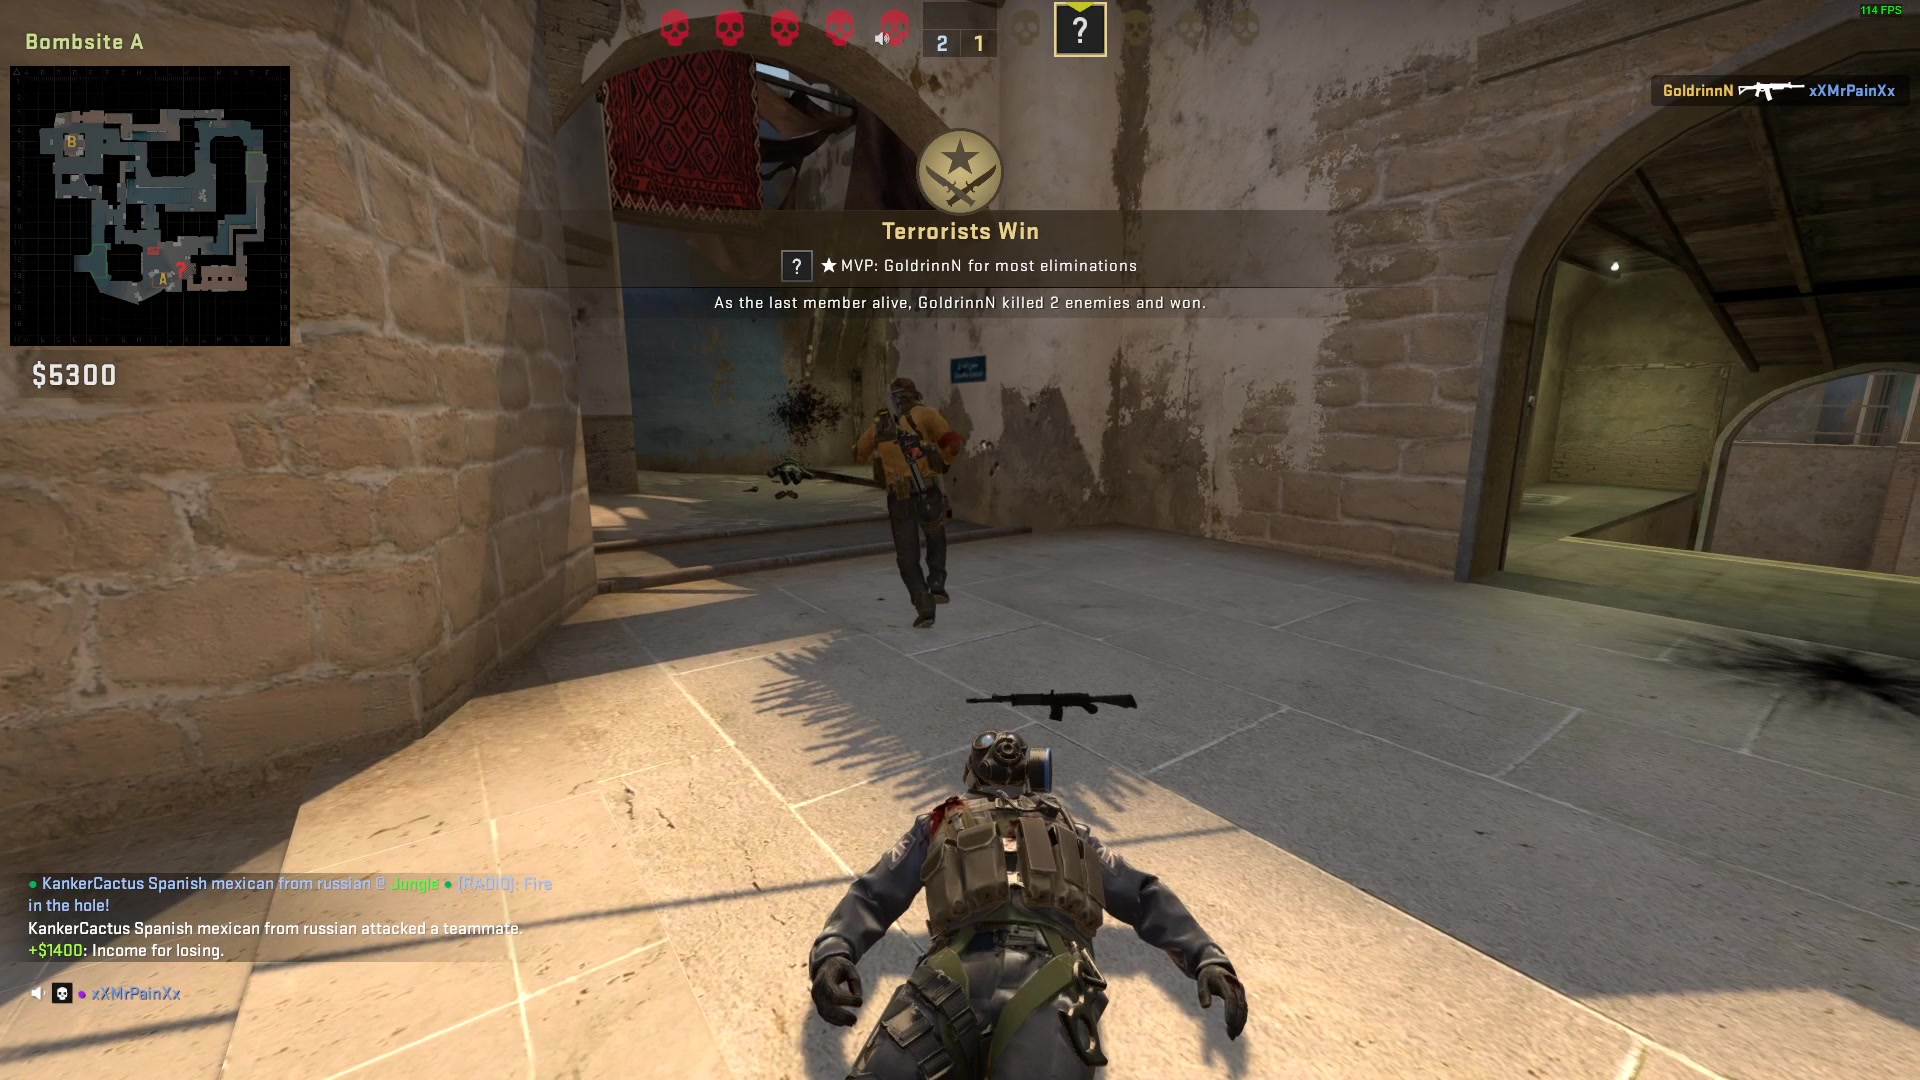 114 FPS
Bombsite A
2 1
?
GoldrinnN xXMrPainXx
B
A
?
Terrorists Win
? ★ MVP: GoldrinnN for most eliminations
As the last member alive, GoldrinnN killed 2 enemies and won.
$5300
● KankerCactus Spanish mexican from russian @ Jungle ● [RADIO]: Fire
in the hole!
KankerCactus Spanish mexican from russian attacked a teammate.
+$1400: Income for losing.
xXMrPainXx